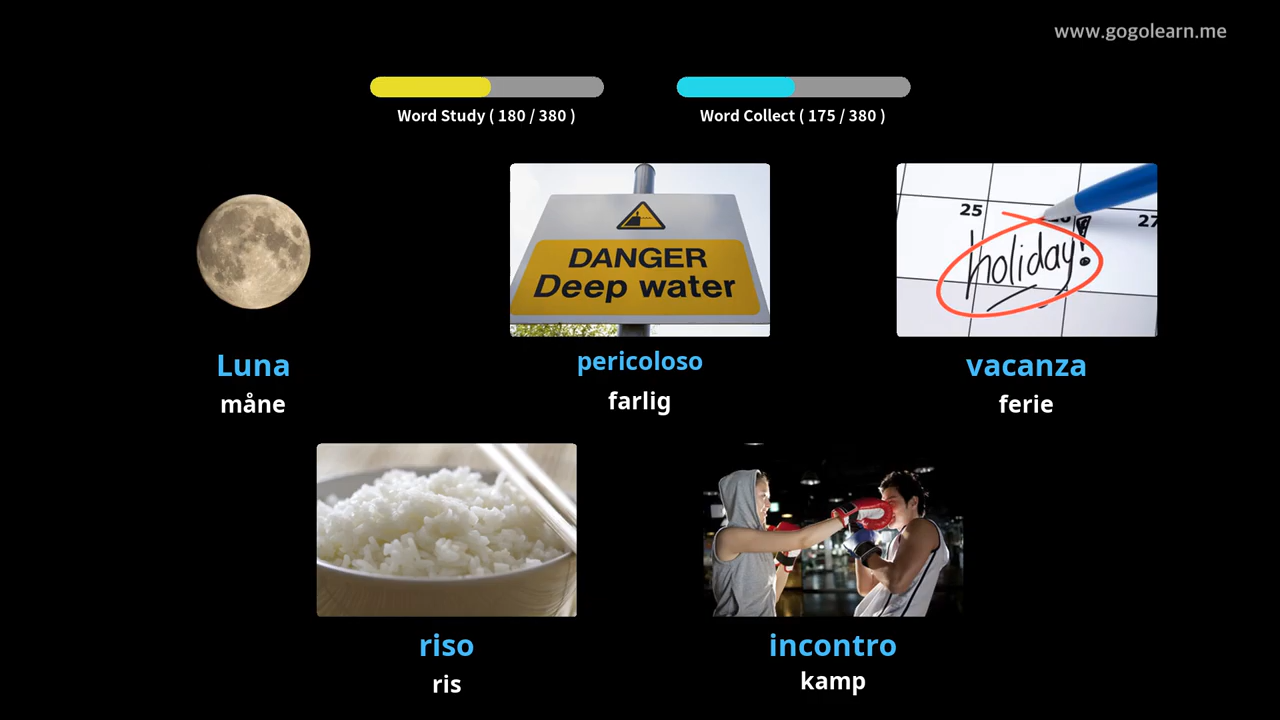 www.gogolearn.me
Word Study ( 180 / 380 )
Word Collect ( 175 / 380 )
DANGER
Deep water
25
27
holiday!
Luna
måne
pericoloso
farlig
vacanza
ferie
riso
ris
incontro
kamp